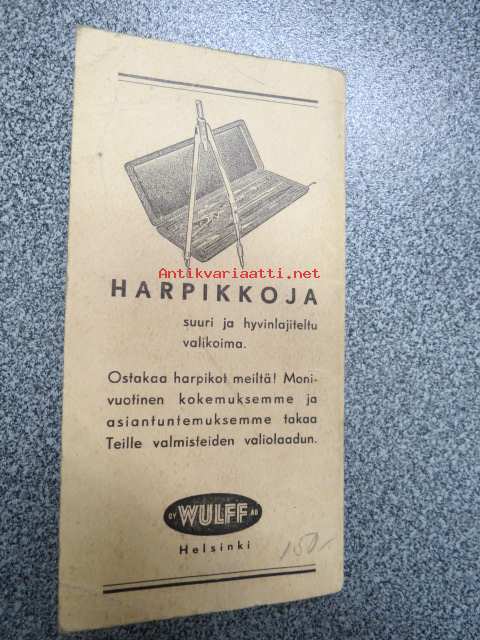 Antikvariaatti.net
HARPIKKOJA
suuri ja hyvinlajiteltu
valikoima.
Ostakaa harpikot meiltä! Moni-
vuotinen kokemuksemme ja
asiantuntemuksemme takaa
Teille valmisteiden valiolaadun.
OY WULFF AB
Helsinki
150.-